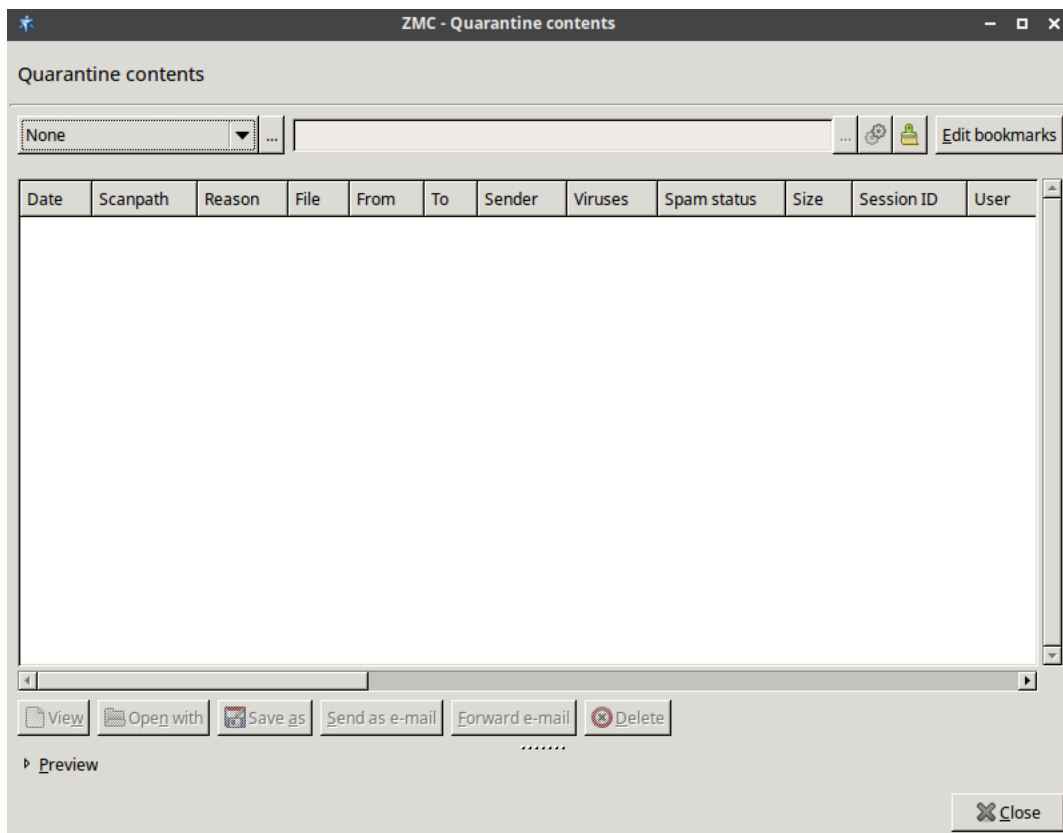 ZMC - Quarantine contents
Quarantine contents
None ... ... Edit bookmarks
Date Scanpath Reason File From To Sender Viruses Spam status Size Session ID User
View Open with Save as Send as e-mail Forward e-mail Delete
Preview
Close